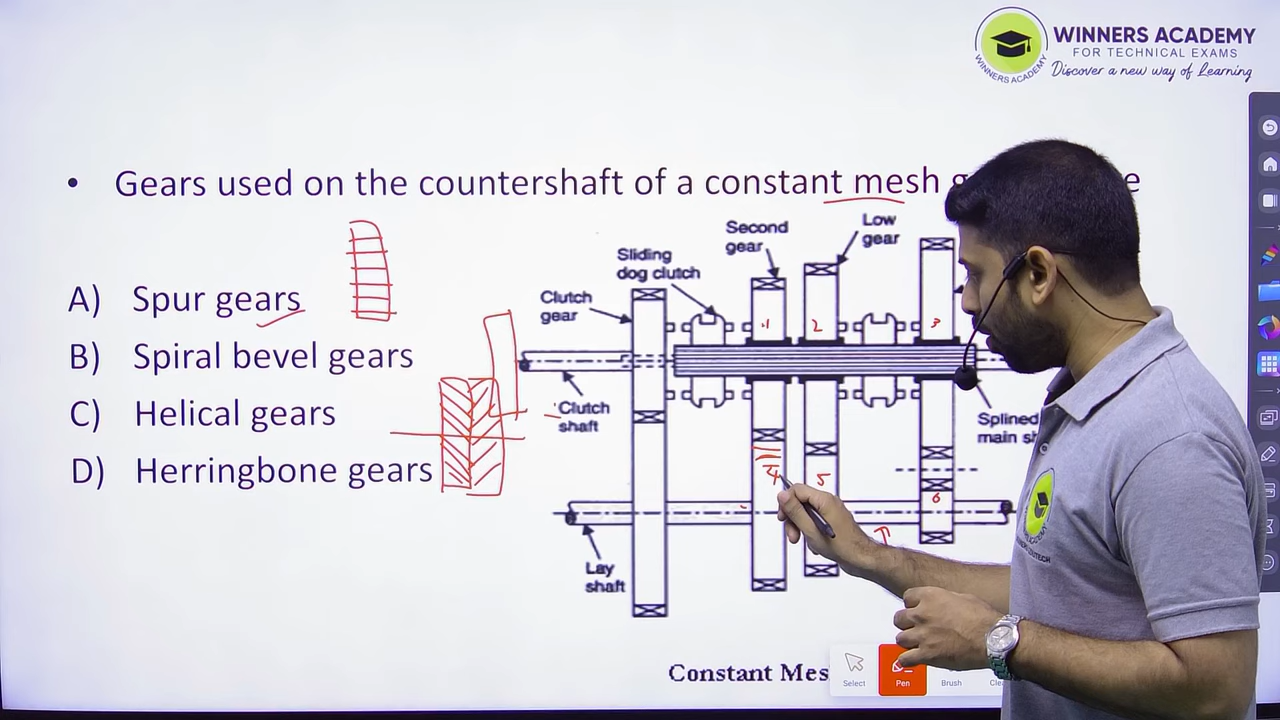 WINNERS ACADEMY
FOR TECHNICAL EXAMS
Discover a new way of Learning
WINNERS ACADEMY
• Gears used on the countershaft of a constant mesh
A) Spur gears
B) Spiral bevel gears
C) Helical gears
D) Herringbone gears
Second gear
Low gear
Sliding dog clutch
Clutch gear
1 2 3
Clutch shaft
Splined main
4 5 6
Lay shaft
Constant
Select Pen Brush